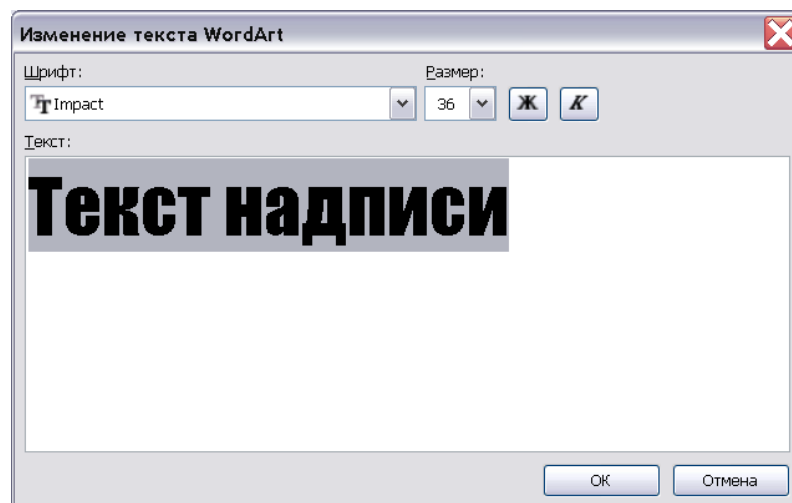 Изменение текста WordArt
Шрифт: Размер:
Impact 36 Ж К
Текст:
Текст надписи
ОК Отмена